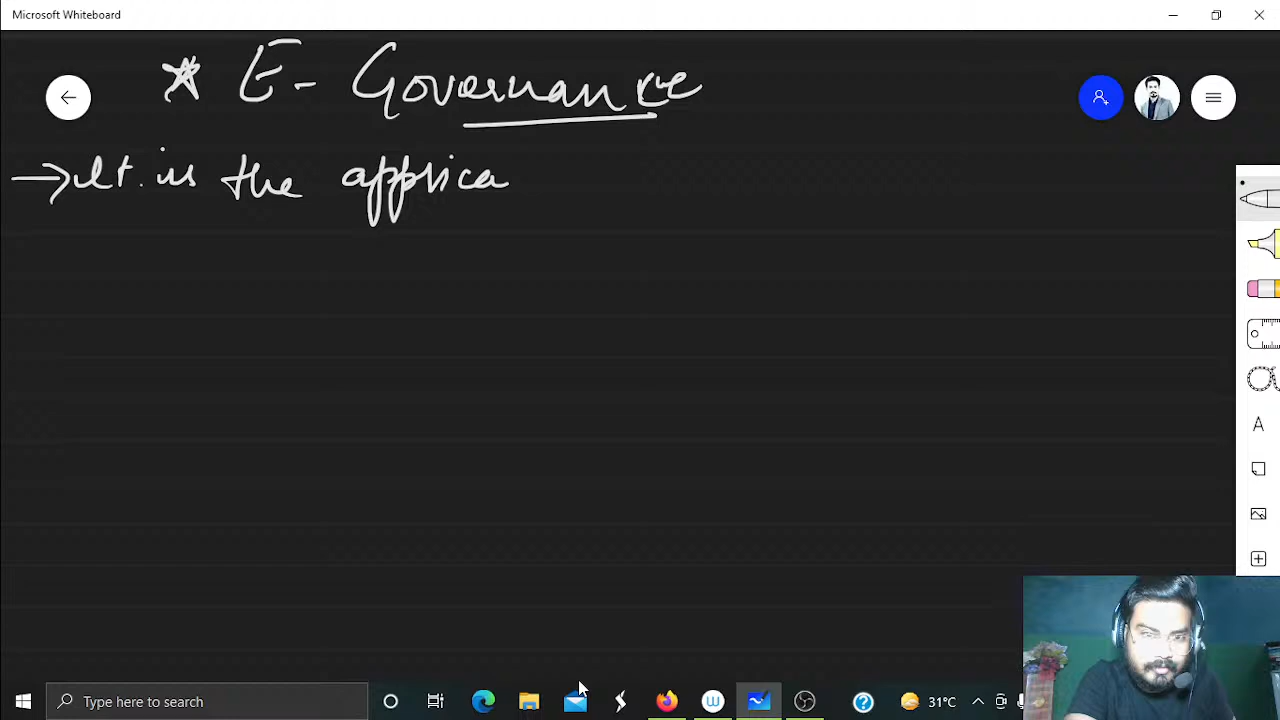 Microsoft Whiteboard
* E- Governance
→ It is the applica
A
Type here to search
31°C